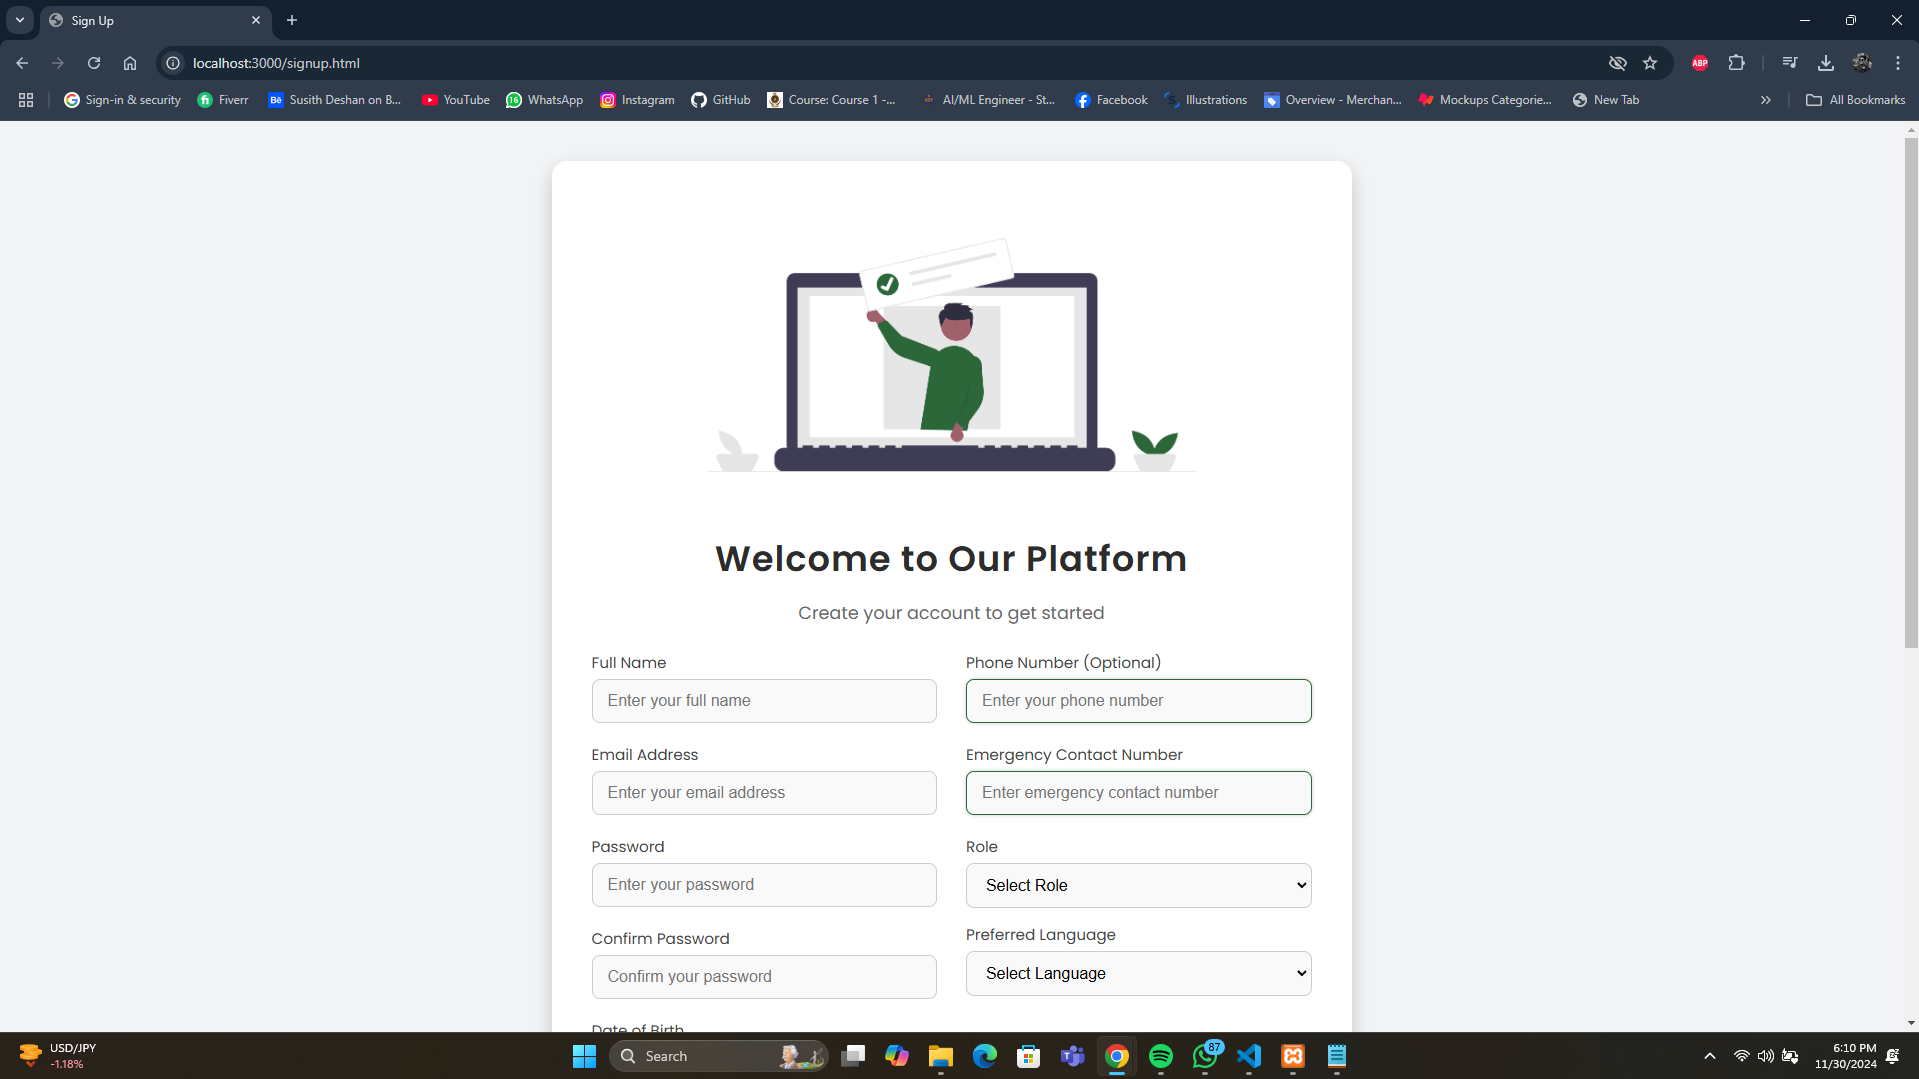 Sign Up
localhost:3000/signup.html
ABP
Sign-in & security
Fiverr
Bē Susith Deshan on B...
YouTube
16 WhatsApp
Instagram
GitHub
Course: Course 1 -...
AI/ML Engineer - St...
Facebook
Illustrations
Overview - Merchan...
Mockups Categorie...
New Tab
All Bookmarks
Welcome to Our Platform
Create your account to get started
Full Name
Enter your full name
Phone Number (Optional)
Enter your phone number
Email Address
Enter your email address
Emergency Contact Number
Enter emergency contact number
Password
Enter your password
Role
Select Role
Confirm Password
Confirm your password
Preferred Language
Select Language
Date of Birth
USD/JPY
-1.18%
Search
87
6:10 PM
11/30/2024